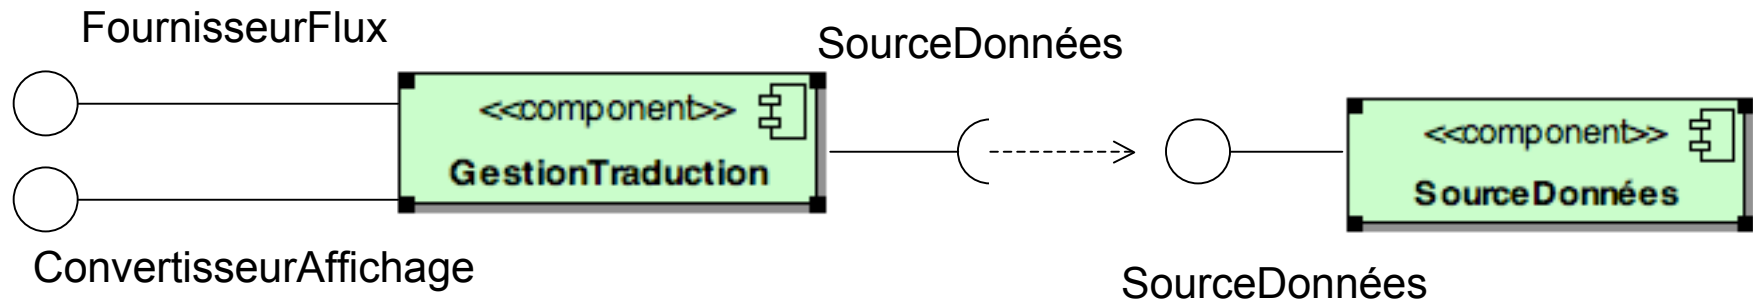 FournisseurFlux
SourceDonnées
<<component>>
GestionTraduction
<<component>>
SourceDonnées
ConvertisseurAffichage
SourceDonnées